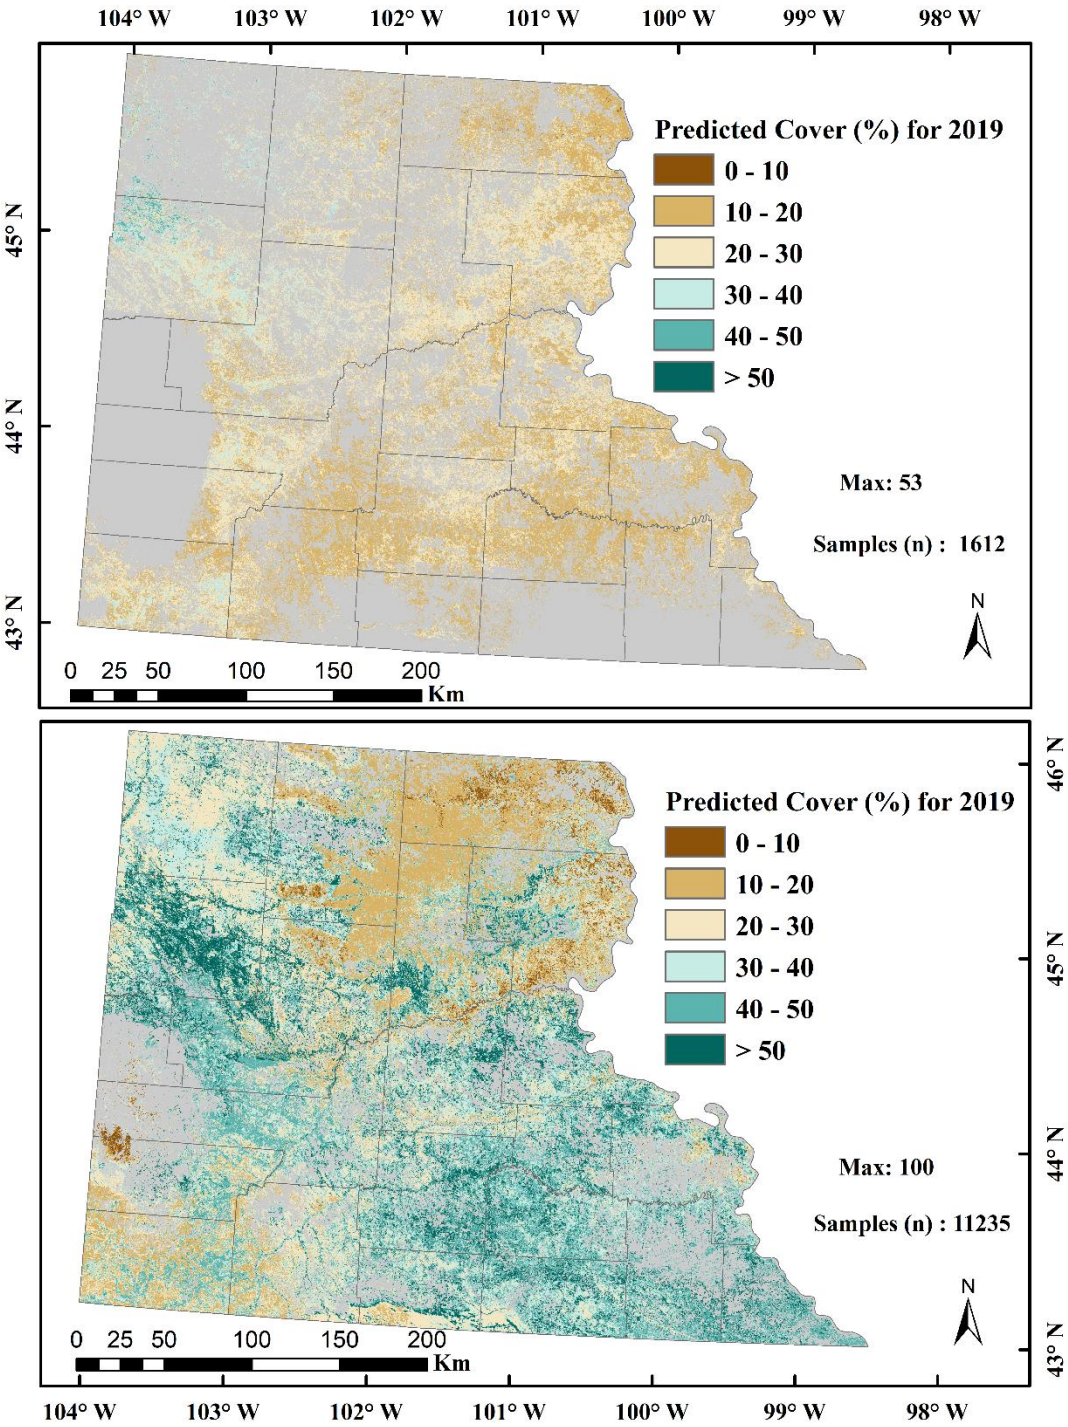 104° W 103° W 102° W 101° W 100° W 99° W 98° W
Predicted Cover (%) for 2019
0 - 10
10 - 20
20 - 30
30 - 40
40 - 50
> 50
45° N
44° N
43° N
Max: 53
Samples (n) : 1612
N
0 25 50 100 150 200
Km
46° N
Predicted Cover (%) for 2019
0 - 10
10 - 20
20 - 30
30 - 40
40 - 50
> 50
45° N
44° N
Max: 100
Samples (n) : 11235
N
43° N
0 25 50 100 150 200
Km
104° W 103° W 102° W 101° W 100° W 99° W 98° W